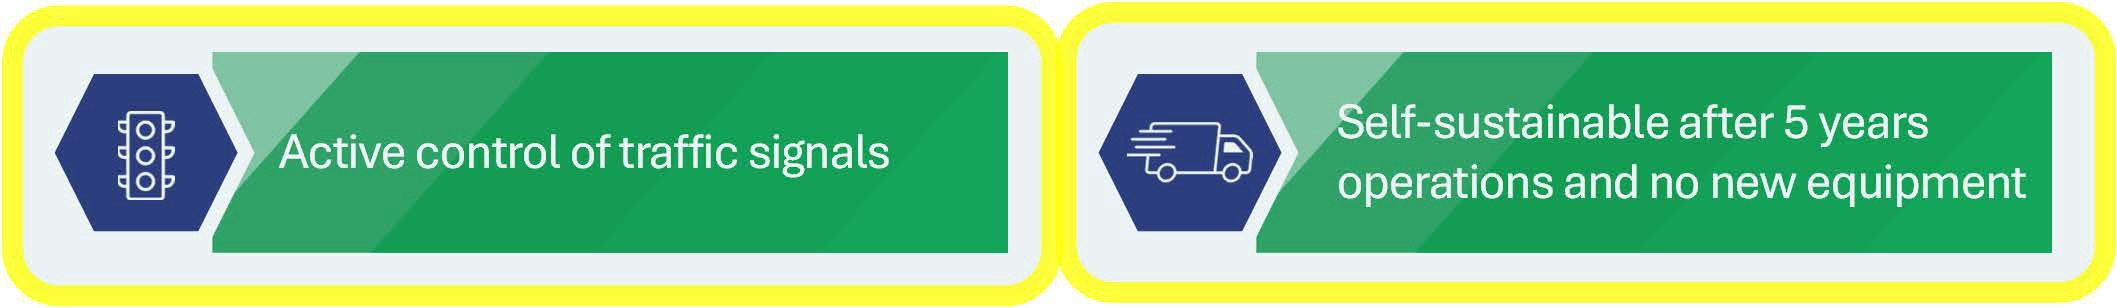 Active control of traffic signals
Self-sustainable after 5 years
operations and no new equipment